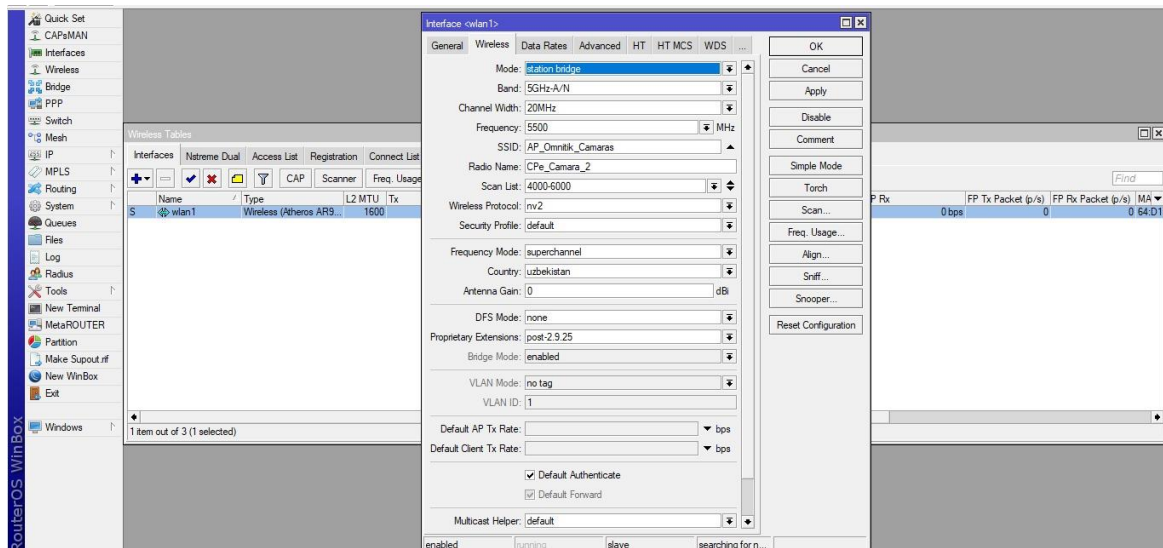 Quick Set
CAPsMAN
Interfaces
Wireless
Bridge
PPP
Switch
Mesh
IP
MPLS
Routing
System
Queues
Files
Log
Radius
Tools
New Terminal
MetaROUTER
Partition
Make Supout.rif
New WinBox
Exit
Windows
RouterOS WinBox
Wireless Tables
Interfaces Nstreme Dual Access List Registration Connect List
CAP Scanner Freq. Usage
Find
Name / Type L2 MTU Tx P Rx FP Tx Packet (p/s) FP Rx Packet (p/s) MA
S wlan1 Wireless (Atheros AR9... 1600 0 bps 0 0 64:D1
1 item out of 3 (1 selected)
Interface <wlan1>
General Wireless Data Rates Advanced HT HT MCS WDS ...
Mode: station bridge
Band: 5GHz-A/N
Channel Width: 20MHz
Frequency: 5500 MHz
SSID: AP_Omnitik_Camaras
Radio Name: CPe_Camara_2
Scan List: 4000-6000
Wireless Protocol: nv2
Security Profile: default
Frequency Mode: superchannel
Country: uzbekistan
Antenna Gain: 0 dBi
DFS Mode: none
Proprietary Extensions: post-2.9.25
Bridge Mode: enabled
VLAN Mode: no tag
VLAN ID: 1
Default AP Tx Rate: bps
Default Client Tx Rate: bps
Default Authenticate
Default Forward
Multicast Helper: default
enabled running slave searching for n...
OK
Cancel
Apply
Disable
Comment
Simple Mode
Torch
Scan...
Freq. Usage...
Align...
Sniff...
Snooper...
Reset Configuration